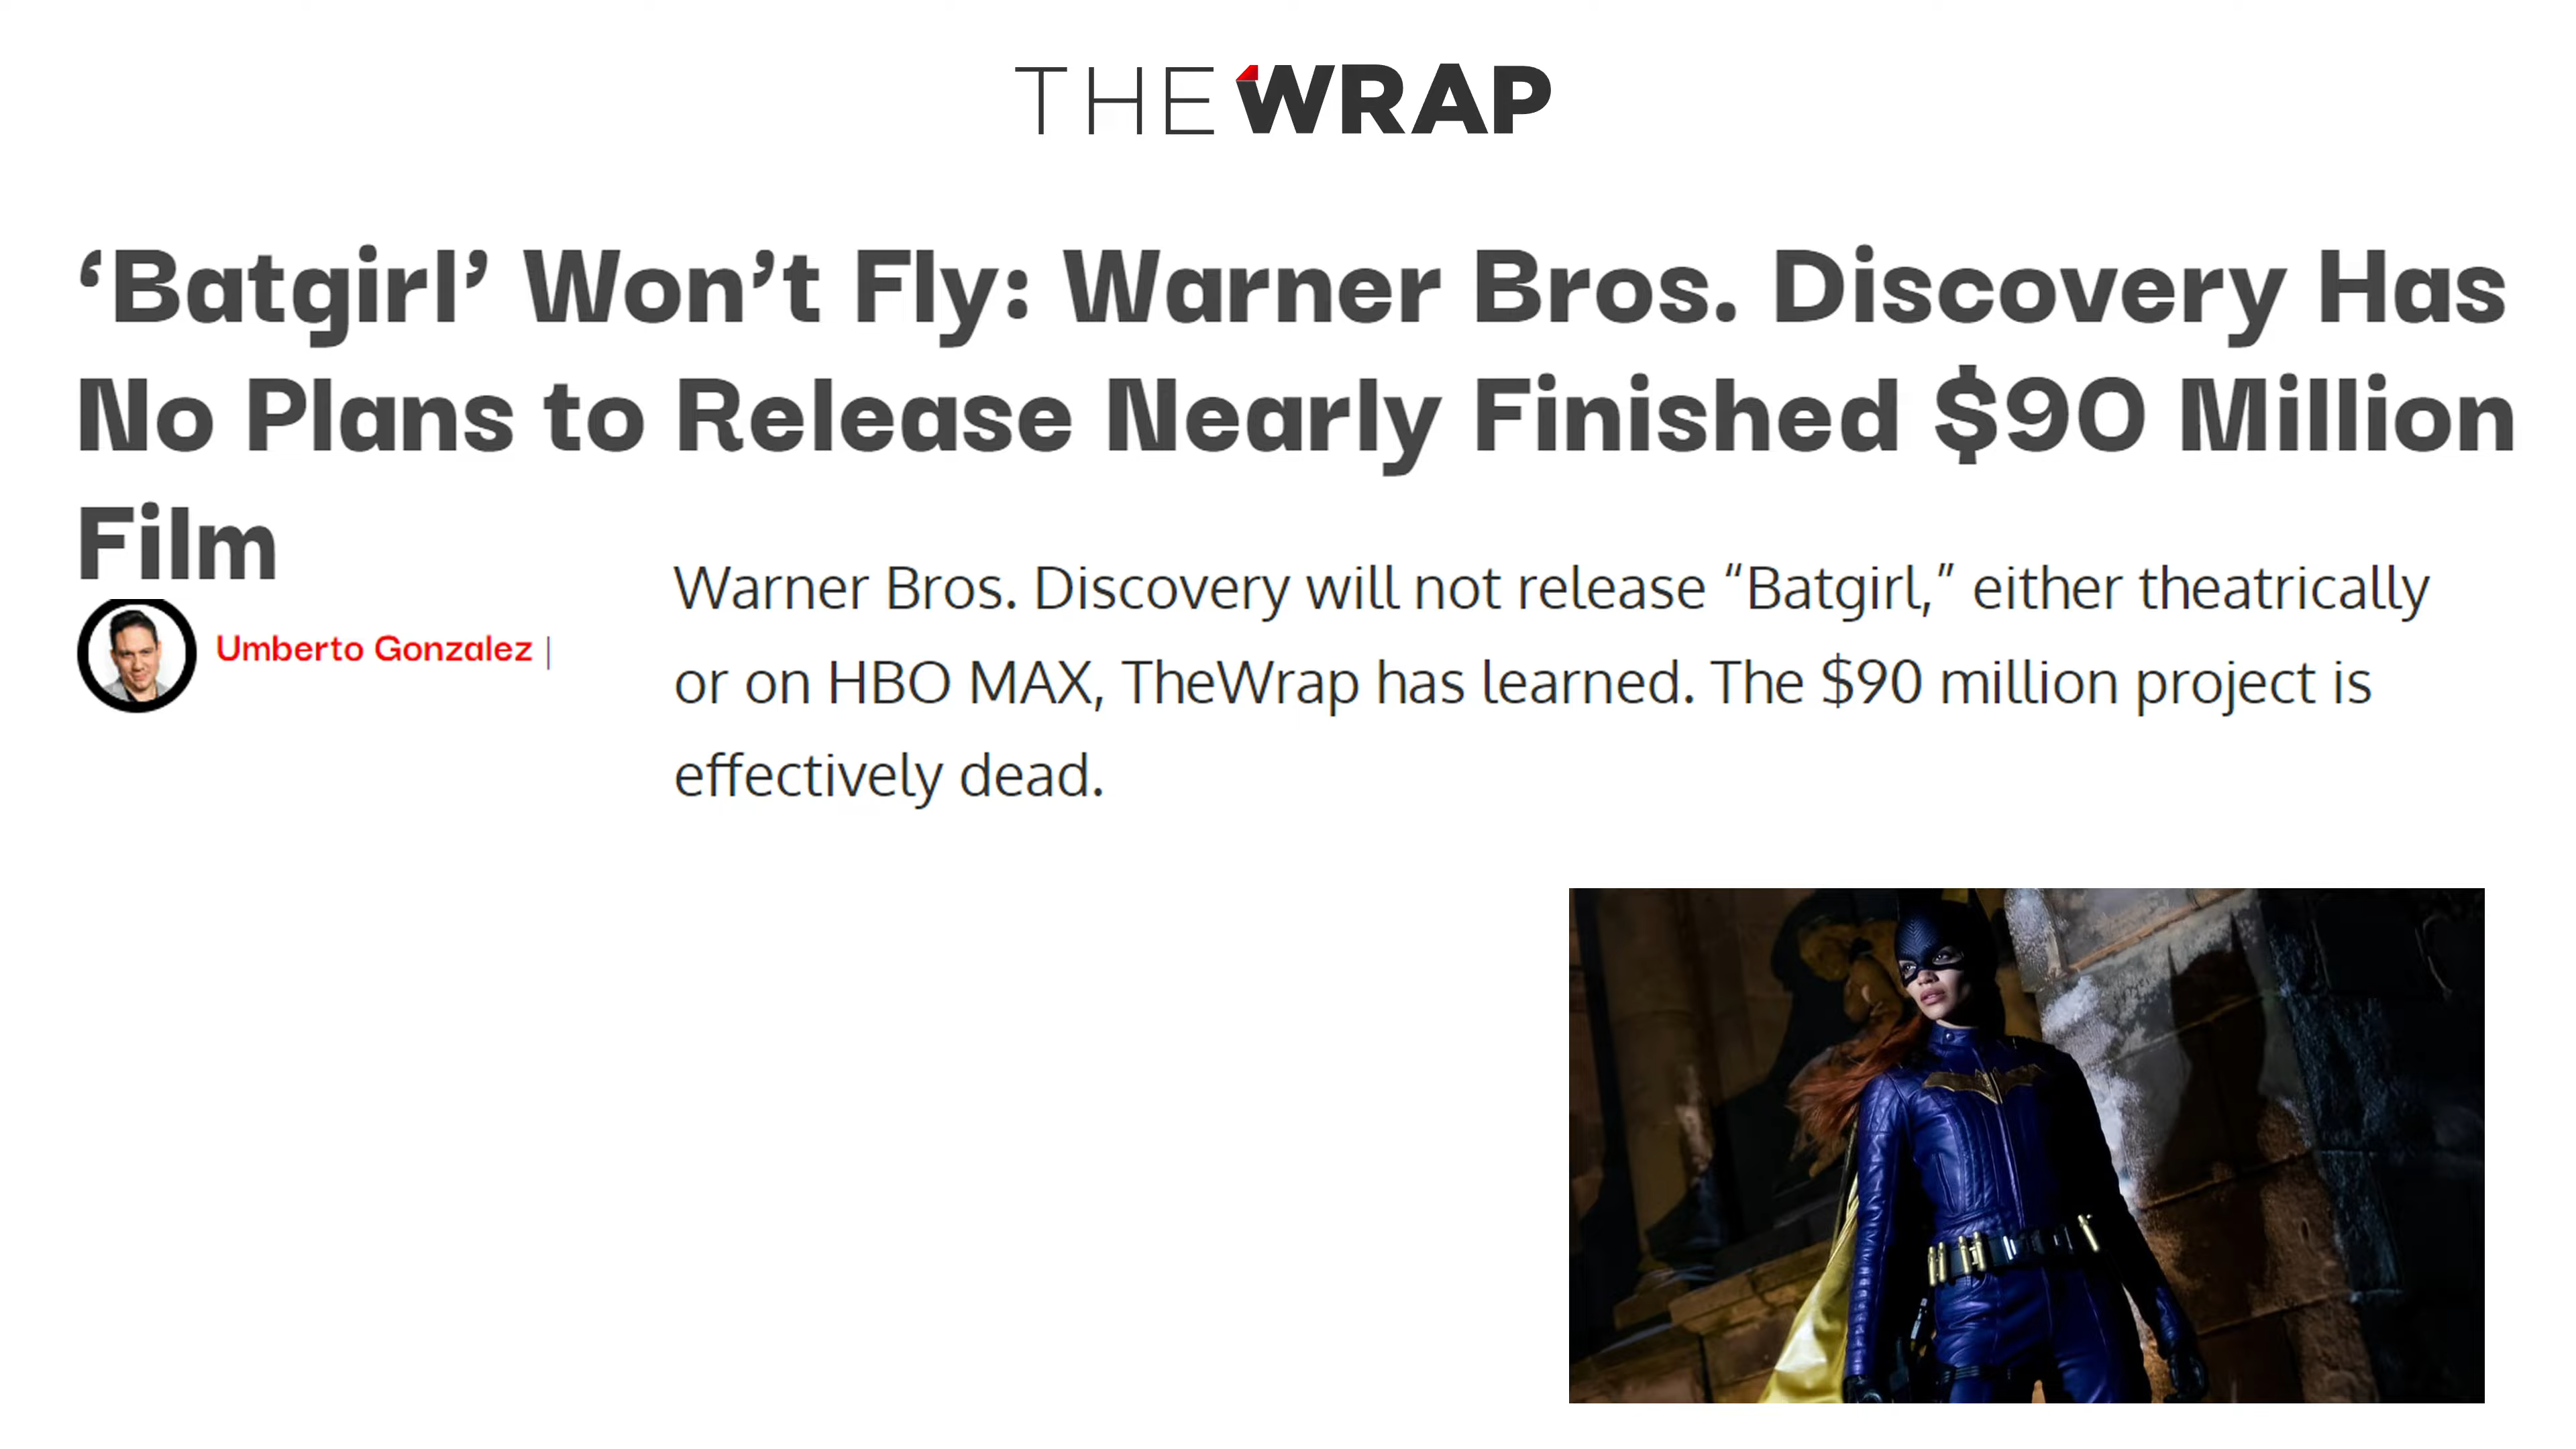 THE WRAP
‘Batgirl’ Won’t Fly: Warner Bros. Discovery Has
No Plans to Release Nearly Finished $90 Million
Film
Umberto Gonzalez |
Warner Bros. Discovery will not release “Batgirl,” either theatrically
or on HBO MAX, TheWrap has learned. The $90 million project is
effectively dead.